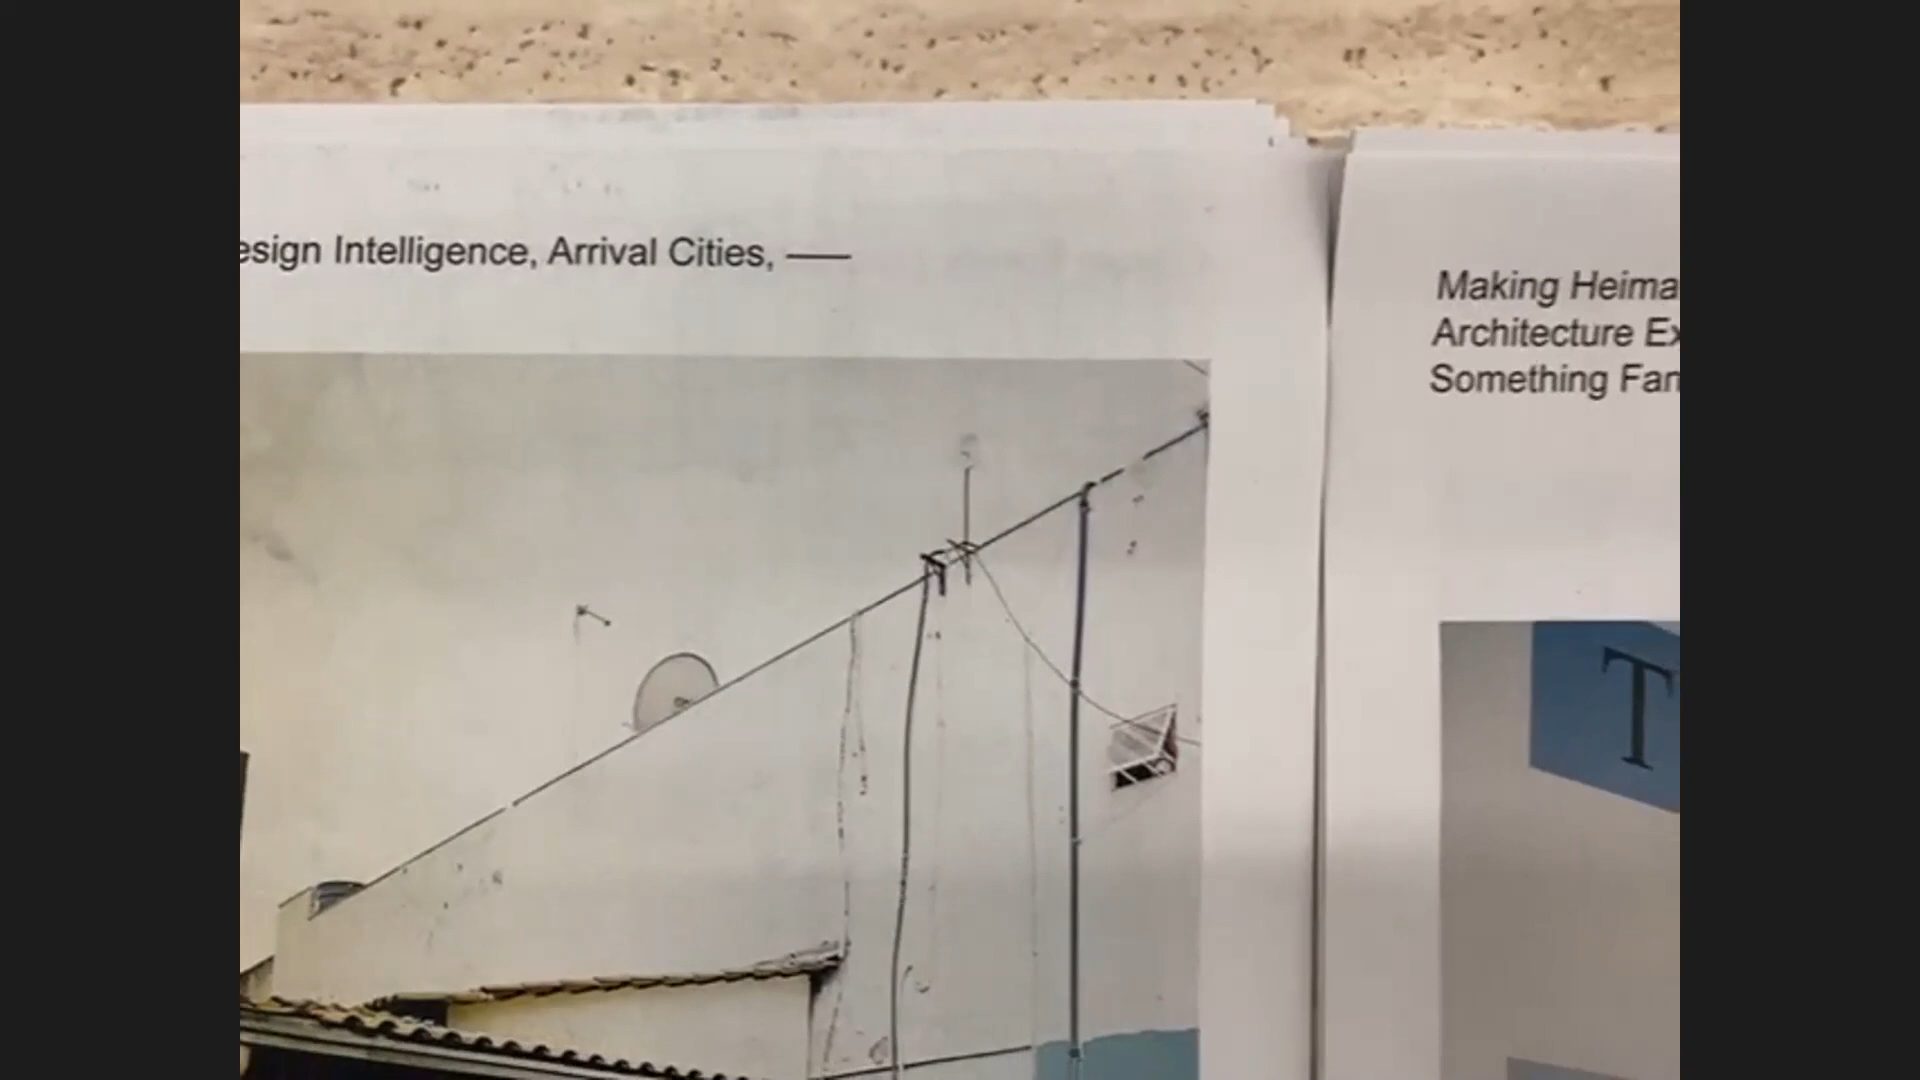 esign Intelligence, Arrival Cities, ——
Making Heima
Architecture Ex
Something Fan
T